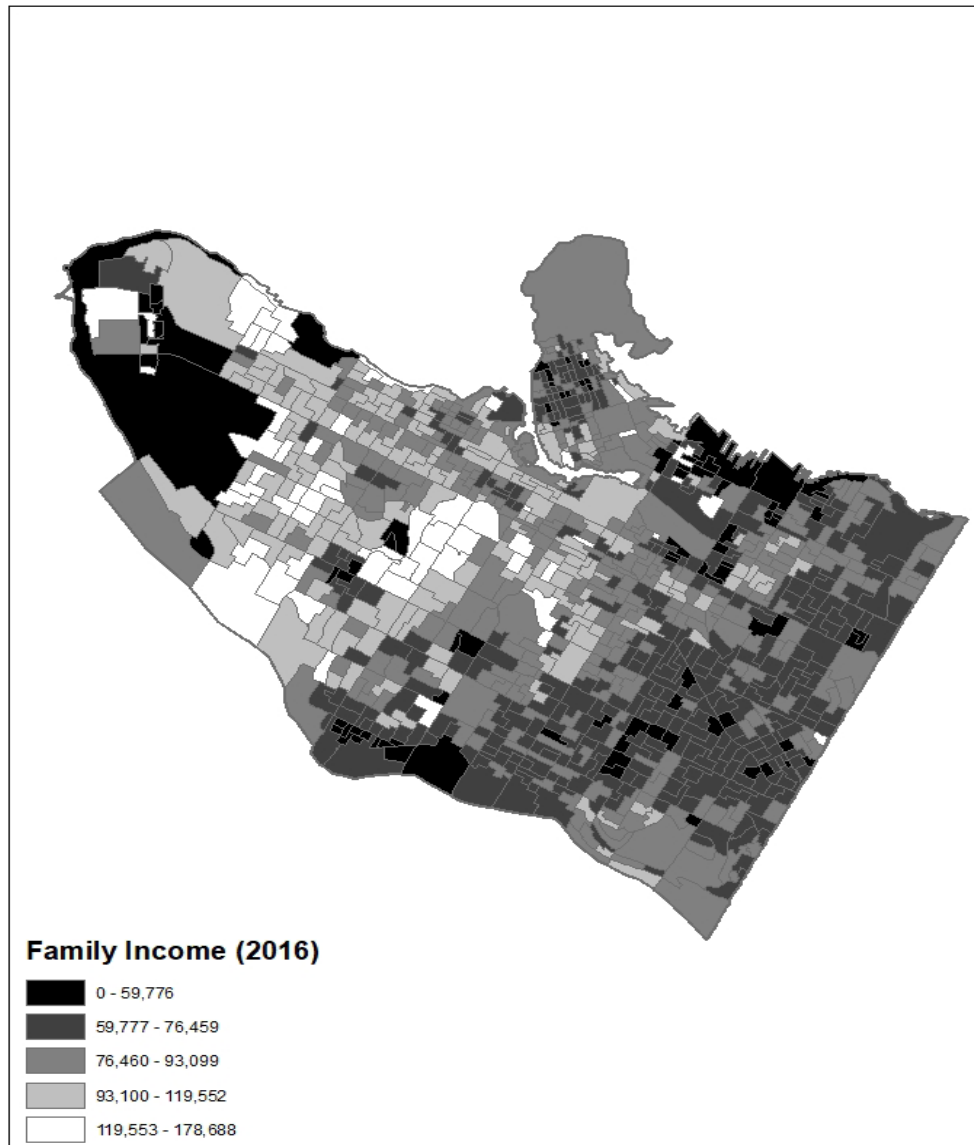 Family Income (2016)
0 - 59,776
59,777 - 76,459
76,460 - 93,099
93,100 - 119,552
119,553 - 178,688